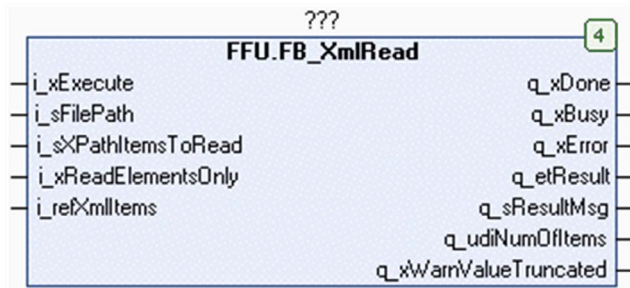 ???
4
FFU.FB_XmlRead
i_xExecute q_xDone
i_sFilePath q_xBusy
i_sXPathItemsToRead q_xError
i_xReadElementsOnly q_etResult
i_refXmlItems q_sResultMsg
q_udiNumOfItems
q_xWarnValueTruncated